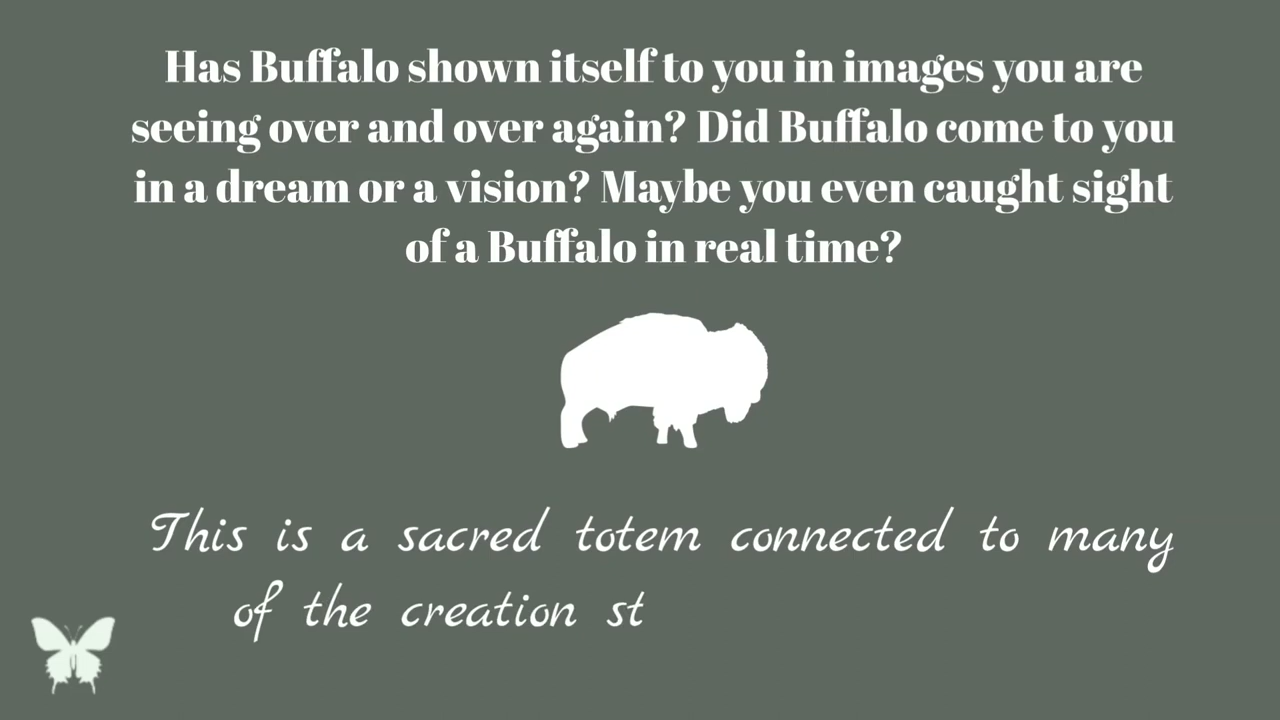 Has Buffalo shown itself to you in images you are
seeing over and over again? Did Buffalo come to you
in a dream or a vision? Maybe you even caught sight
of a Buffalo in real time?
This is a sacred totem connected to many
of the creation st